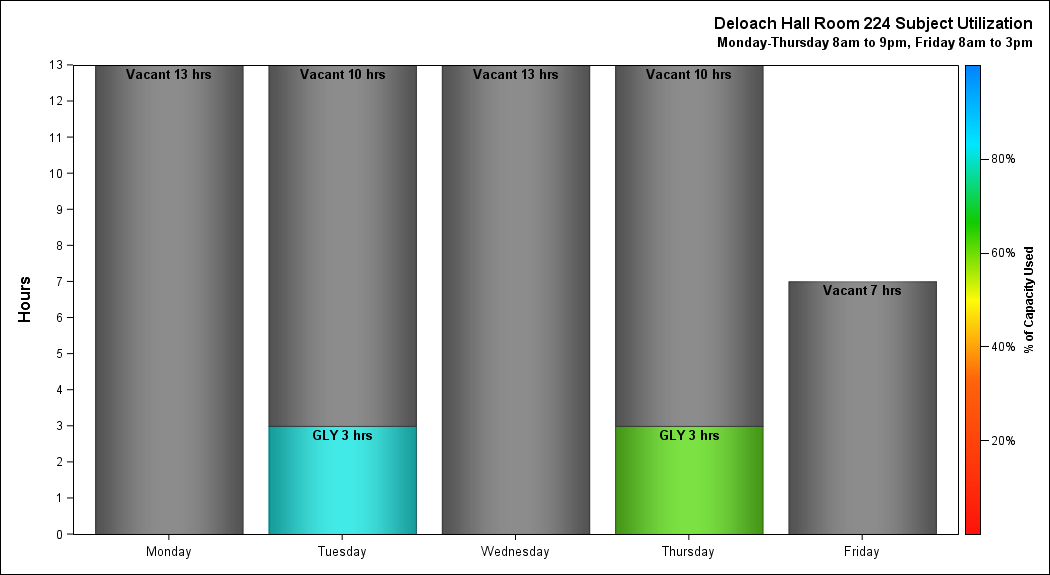 Deloach Hall Room 224 Subject Utilization
Monday-Thursday 8am to 9pm, Friday 8am to 3pm
13
12
11
10
9
8
7
6
5
4
3
2
1
0
Hours
Vacant 13 hrs
Vacant 10 hrs
Vacant 13 hrs
Vacant 10 hrs
Vacant 7 hrs
GLY 3 hrs
GLY 3 hrs
Monday
Tuesday
Wednesday
Thursday
Friday
80%
60%
40%
20%
% of Capacity Used